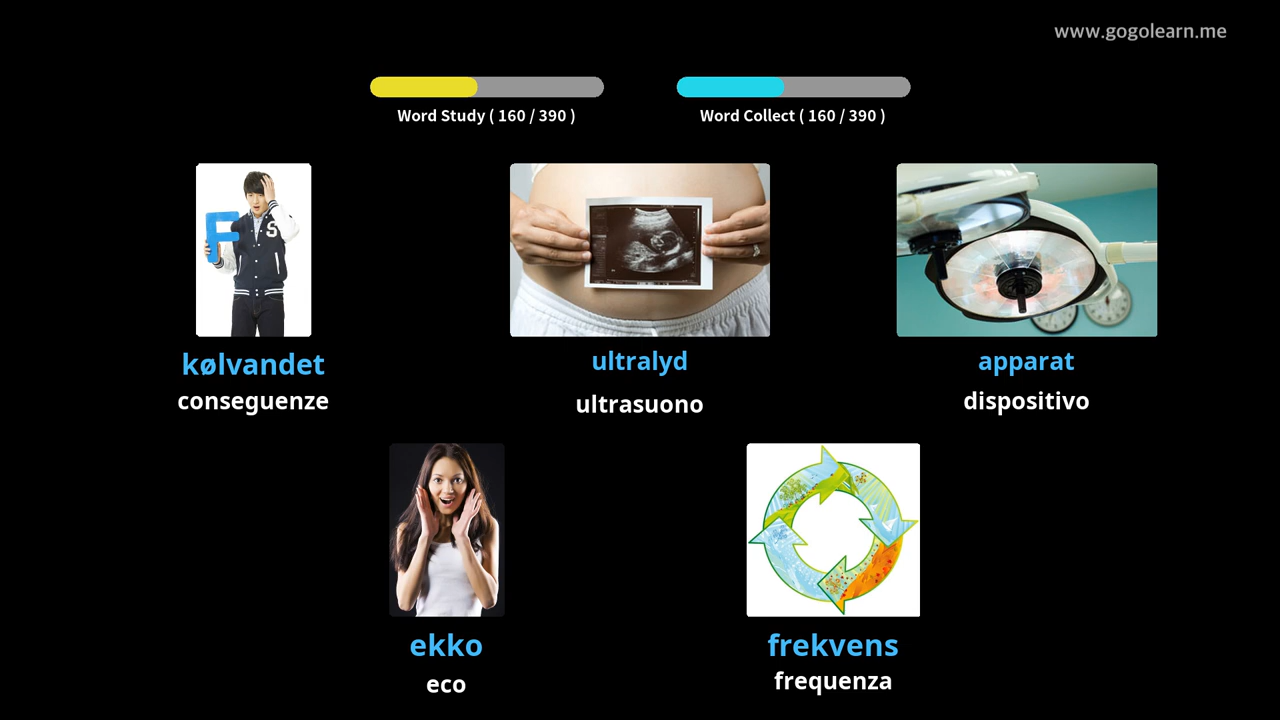 www.gogolearn.me
Word Study ( 160 / 390 )
Word Collect ( 160 / 390 )
F
S
kølvandet
conseguenze
ultralyd
ultrasuono
apparat
dispositivo
ekko
eco
frekvens
frequenza